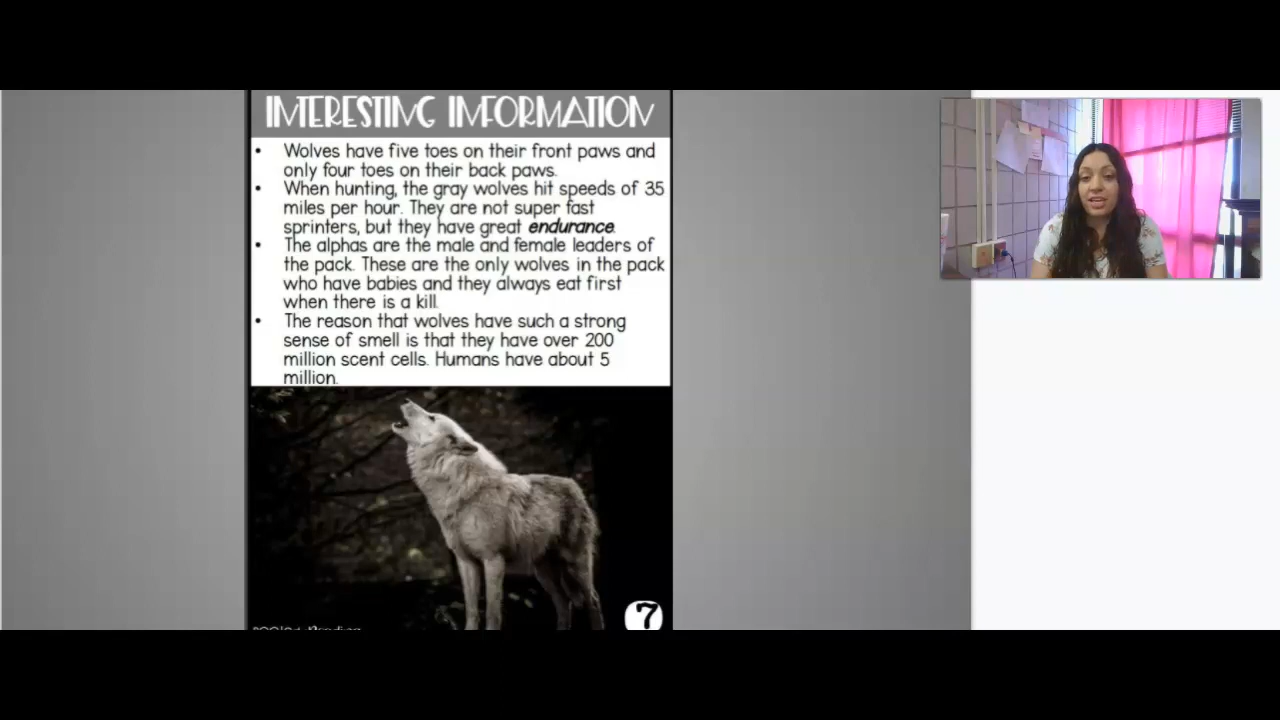 INTERESTING INFORMATION
• Wolves have five toes on their front paws and
only four toes on their back paws.
• When hunting, the gray wolves hit speeds of 35
miles per hour. They are not super fast
sprinters, but they have great endurance.
• The alphas are the male and female leaders of
the pack. These are the only wolves in the pack
who have babies and they always eat first
when there is a kill.
• The reason that wolves have such a strong
sense of smell is that they have over 200
million scent cells. Humans have about 5
million.
7